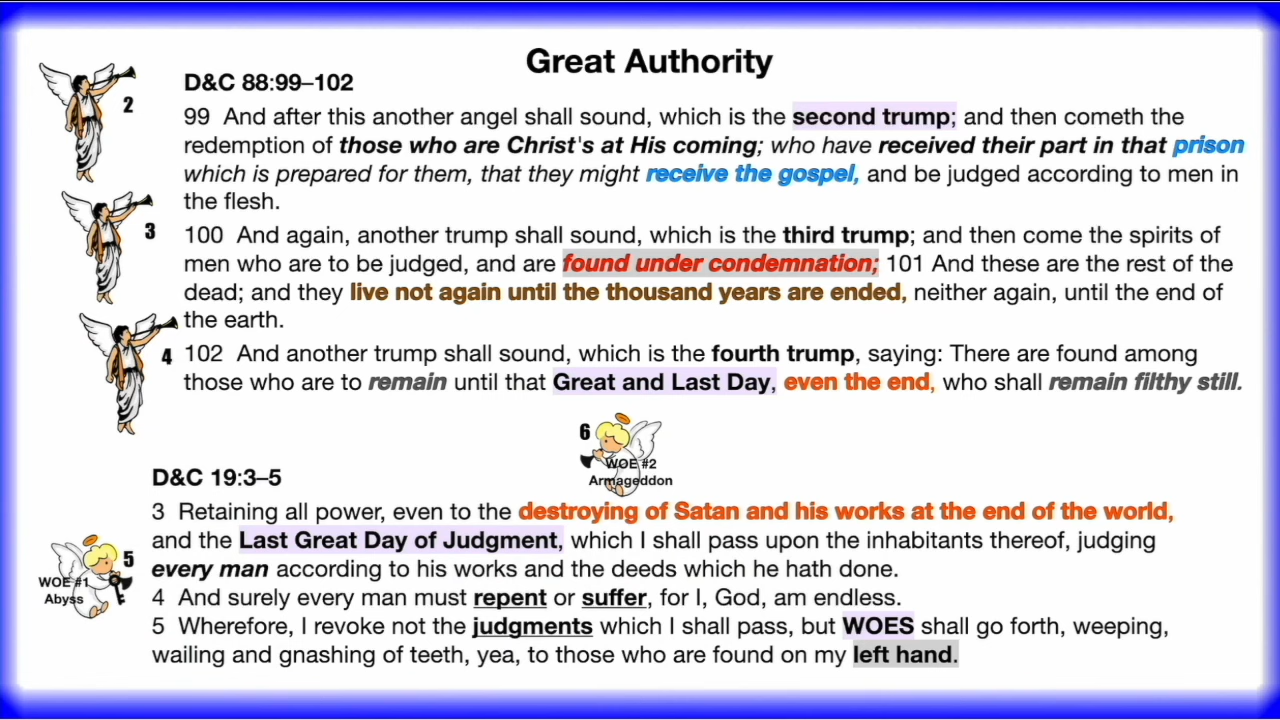 Great Authority
D&C 88:99–102
2
99 And after this another angel shall sound, which is the second trump; and then cometh the
redemption of those who are Christ's at His coming; who have received their part in that prison
which is prepared for them, that they might receive the gospel, and be judged according to men in
the flesh.
3
100 And again, another trump shall sound, which is the third trump; and then come the spirits of
men who are to be judged, and are found under condemnation; 101 And these are the rest of the
dead; and they live not again until the thousand years are ended, neither again, until the end of
the earth.
4
102 And another trump shall sound, which is the fourth trump, saying: There are found among
those who are to remain until that Great and Last Day, even the end, who shall remain filthy still.
6
WOE #2
Armageddon
D&C 19:3–5
3 Retaining all power, even to the destroying of Satan and his works at the end of the world,
and the Last Great Day of Judgment, which I shall pass upon the inhabitants thereof, judging
5
every man according to his works and the deeds which he hath done.
WOE #1
Abyss
4 And surely every man must repent or suffer, for I, God, am endless.
5 Wherefore, I revoke not the judgments which I shall pass, but WOES shall go forth, weeping,
wailing and gnashing of teeth, yea, to those who are found on my left hand.